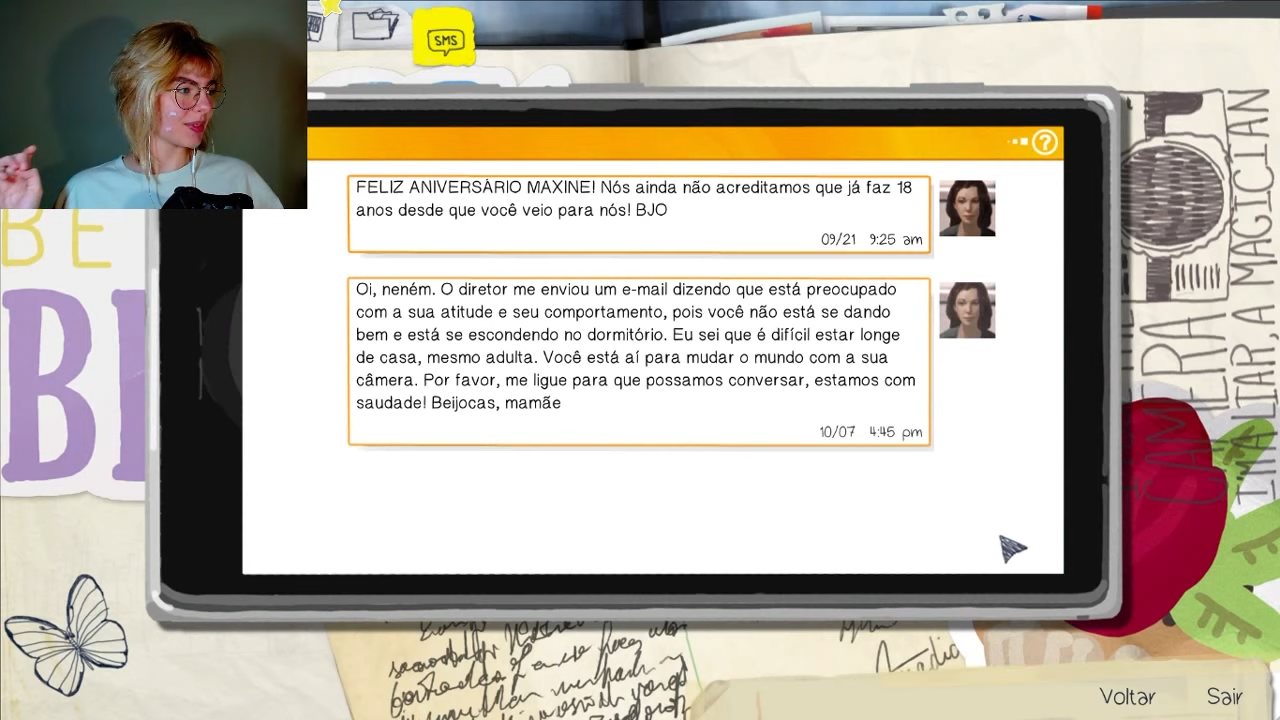 SMS
FELIZ ANIVERSÁRIO MAXINE! Nós ainda não acreditamos que já faz 18
anos desde que você veio para nós! BJO
09/21 9:25 am
Oi, neném. O diretor me enviou um e-mail dizendo que está preocupado
com a sua atitude e seu comportamento, pois você não está se dando
bem e está se escondendo no dormitório. Eu sei que é difícil estar longe
de casa, mesmo adulta. Você está aí para mudar o mundo com a sua
câmera. Por favor, me ligue para que possamos conversar, estamos com
saudade! Beijocas, mamãe
10/07 4:45 pm
BE
CAMERA
A MAGICIAN
Voltar
Sair